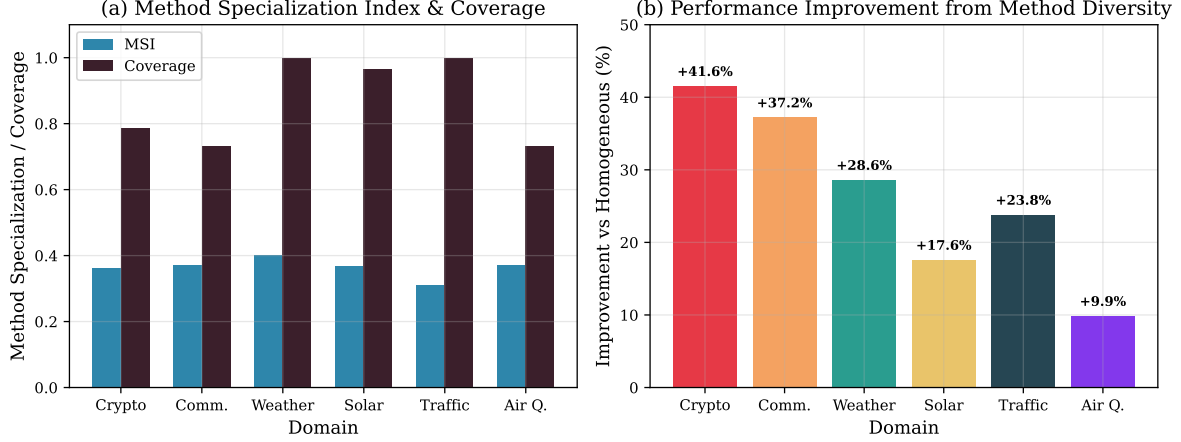 (a) Method Specialization Index & Coverage
Method Specialization / Coverage
1.0
0.8
0.6
0.4
0.2
0.0
MSI
Coverage
Crypto Comm. Weather Solar Traffic Air Q.
Domain
(b) Performance Improvement from Method Diversity
Improvement vs Homogeneous (%)
50
40
30
20
10
0
+41.6%
+37.2%
+28.6%
+17.6%
+23.8%
+9.9%
Crypto Comm. Weather Solar Traffic Air Q.
Domain